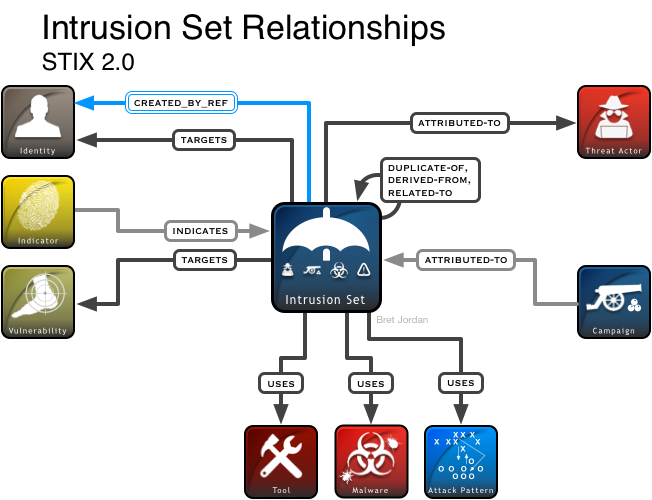 Intrusion Set Relationships
STIX 2.0
CREATED_BY_REF
Identity
TARGETS
ATTRIBUTED-TO
Threat Actor
DUPLICATE-OF,
DERIVED-FROM,
RELATED-TO
Indicator
INDICATES
TARGETS
ATTRIBUTED-TO
Intrusion Set
Vulnerability
Campaign
Bret Jordan
USES
USES
USES
Tool
Malware
X X X
X X X X
X
O
O O O O O
O
Attack Pattern